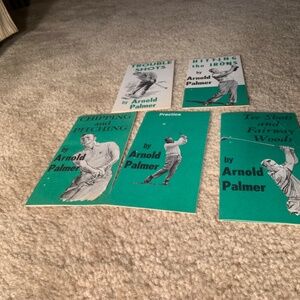 TROUBLE
SHOTS
by
Arnold
Palmer
HITTING
the IRONS
by
Arnold
Palmer
CHIPPING
and
PITCHING
by
Arnold
Palmer
Practice
by
Arnold
Palmer
Tee Shots
and
Fairway
Woods
by
Arnold
Palmer